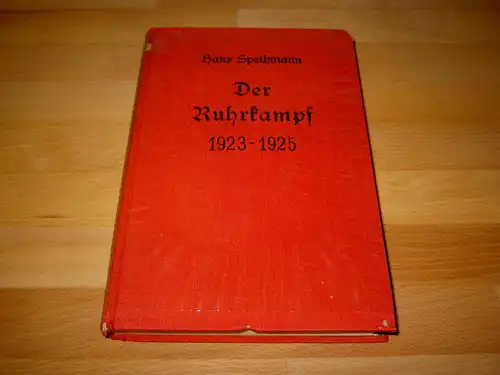 Hans Spethmann
Der
Ruhrkampf
1923-1925